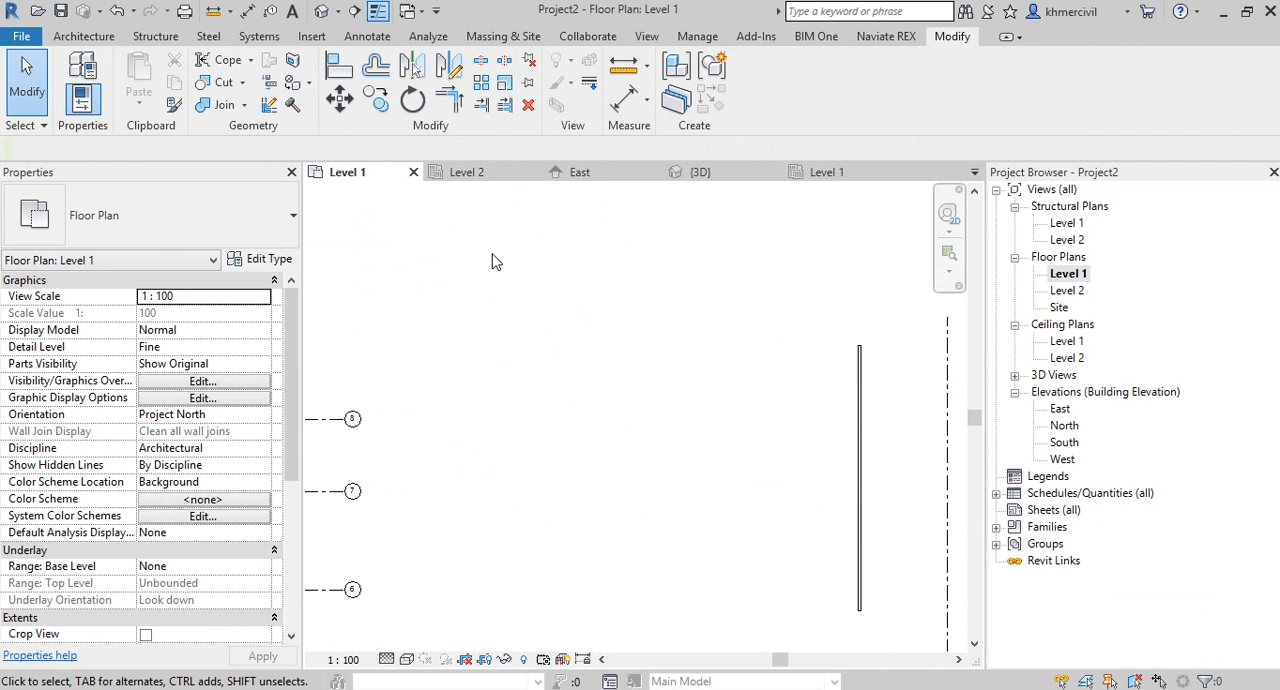 Project2 - Floor Plan: Level 1
Type a keyword or phrase
khmercivil
File Architecture Structure Steel Systems Insert Annotate Analyze Massing & Site Collaborate View Manage Add-Ins BIM One Naviate REX Modify
Modify
Paste
Cope
Cut
Join
Select Properties Clipboard Geometry Modify View Measure Create
Properties
Level 1 Level 2 East {3D} Level 1
Project Browser - Project2
Floor Plan
Floor Plan: Level 1 Edit Type
Graphics
View Scale 1 : 100
Scale Value 1: 100
Display Model Normal
Detail Level Fine
Parts Visibility Show Original
Visibility/Graphics Over... Edit...
Graphic Display Options Edit...
Orientation Project North
Wall Join Display Clean all wall joins
Discipline Architectural
Show Hidden Lines By Discipline
Color Scheme Location Background
Color Scheme <none>
System Color Schemes Edit...
Default Analysis Display... None
Underlay
Range: Base Level None
Range: Top Level Unbounded
Underlay Orientation Look down
Extents
Crop View
Properties help Apply
2D
8
7
6
Views (all)
Structural Plans
Level 1
Level 2
Floor Plans
Level 1
Level 2
Site
Ceiling Plans
Level 1
Level 2
3D Views
Elevations (Building Elevation)
East
North
South
West
Legends
Schedules/Quantities (all)
Sheets (all)
Families
Groups
Revit Links
1 : 100
Click to select, TAB for alternates, CTRL adds, SHIFT unselects.
:0
Main Model
:0